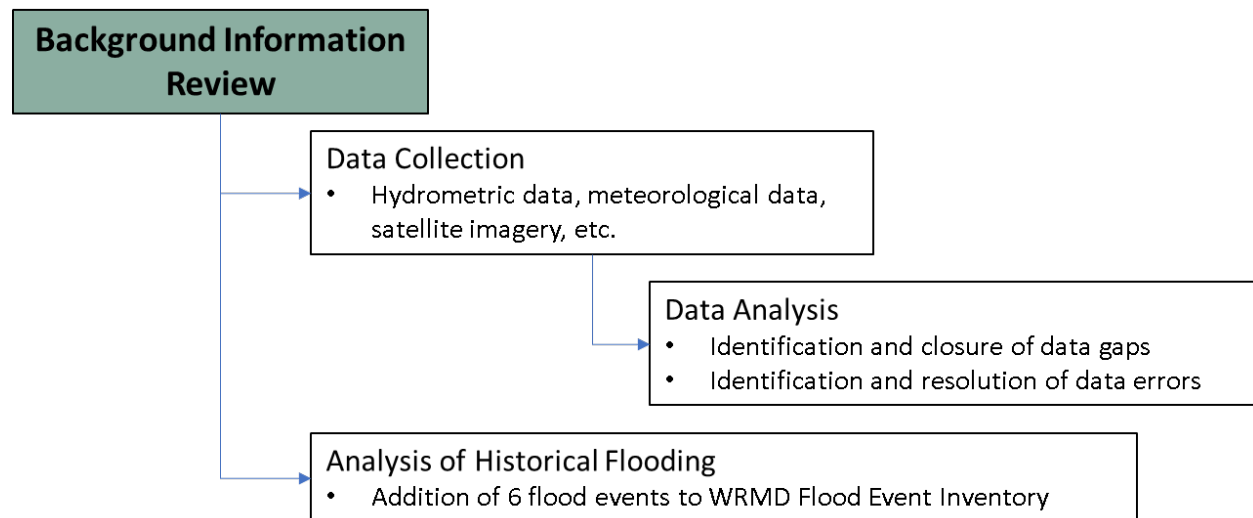 Background Information
Review
Data Collection
• Hydrometric data, meteorological data,
satellite imagery, etc.
Data Analysis
• Identification and closure of data gaps
• Identification and resolution of data errors
Analysis of Historical Flooding
• Addition of 6 flood events to WRMD Flood Event Inventory